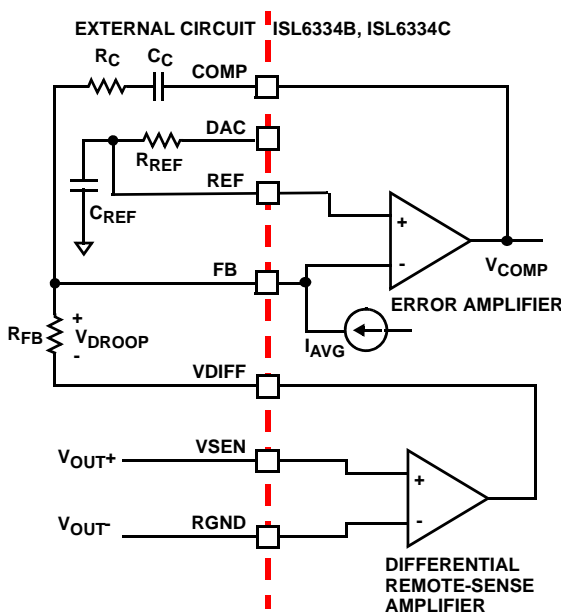 EXTERNAL CIRCUIT ISL6334B, ISL6334C
RC CC COMP
DAC
RREF
REF
CREF
+
-
VCOMP
FB
ERROR AMPLIFIER
IAVG
RFB
+
VDROOP
-
VDIFF
VOUT+
VSEN
+
VOUT-
RGND
-
DIFFERENTIAL
REMOTE-SENSE
AMPLIFIER